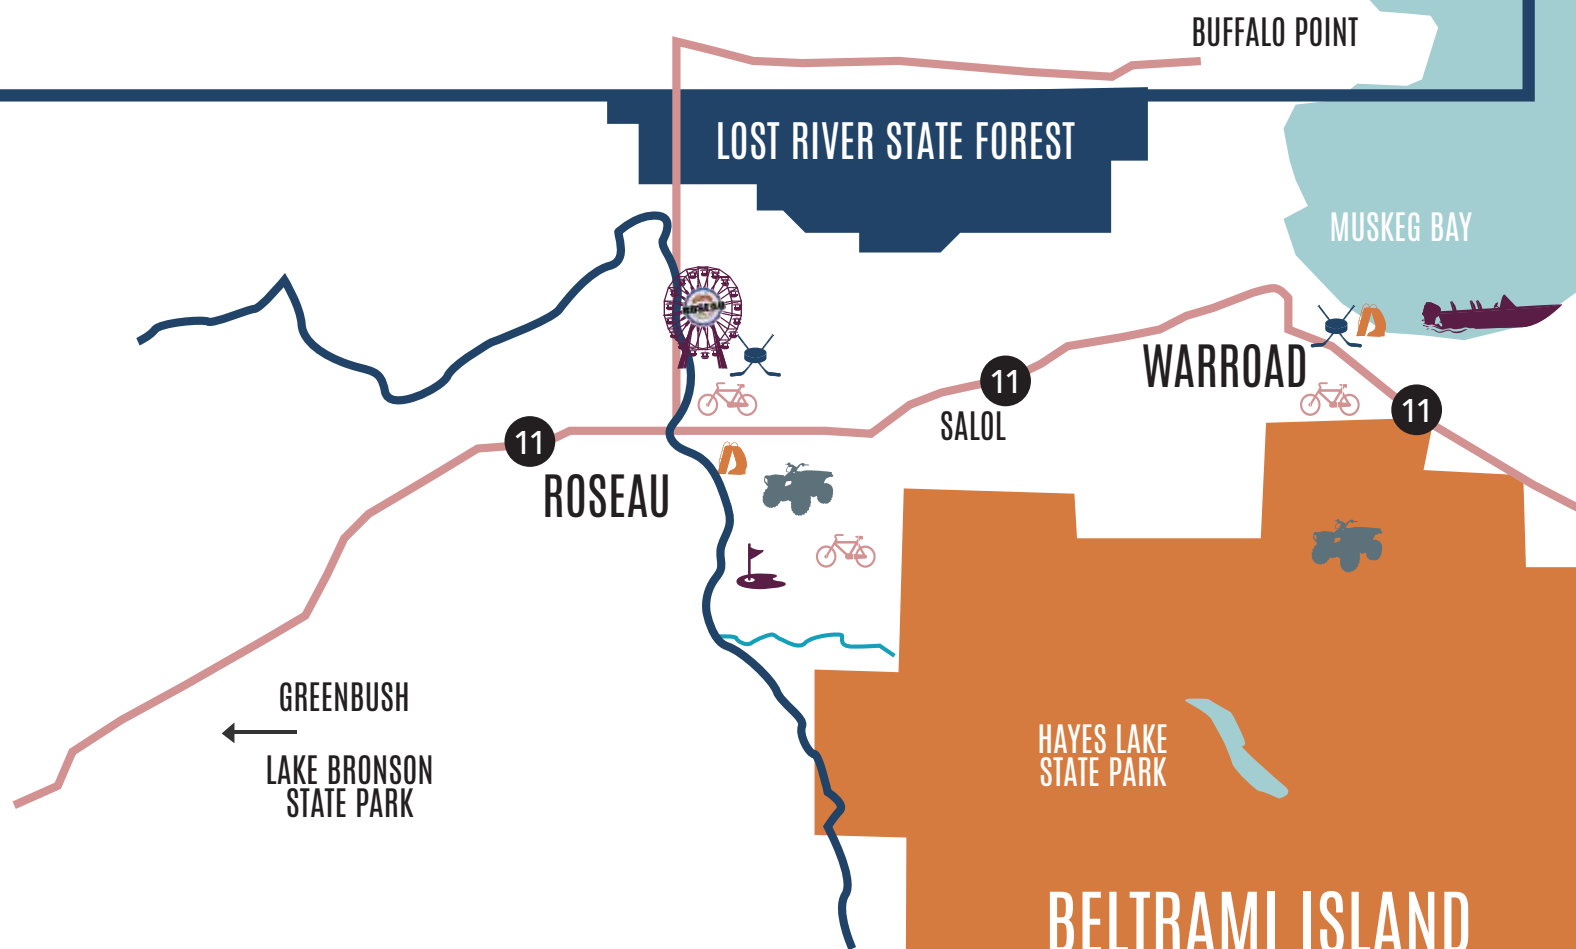 BUFFALO POINT
LOST RIVER STATE FOREST
MUSKEG BAY
ROSEAU
WARROAD
11
SALOL
11
11
ROSEAU
GREENBUSH
LAKE BRONSON
STATE PARK
HAYES LAKE
STATE PARK
BELTRAMI ISLAND